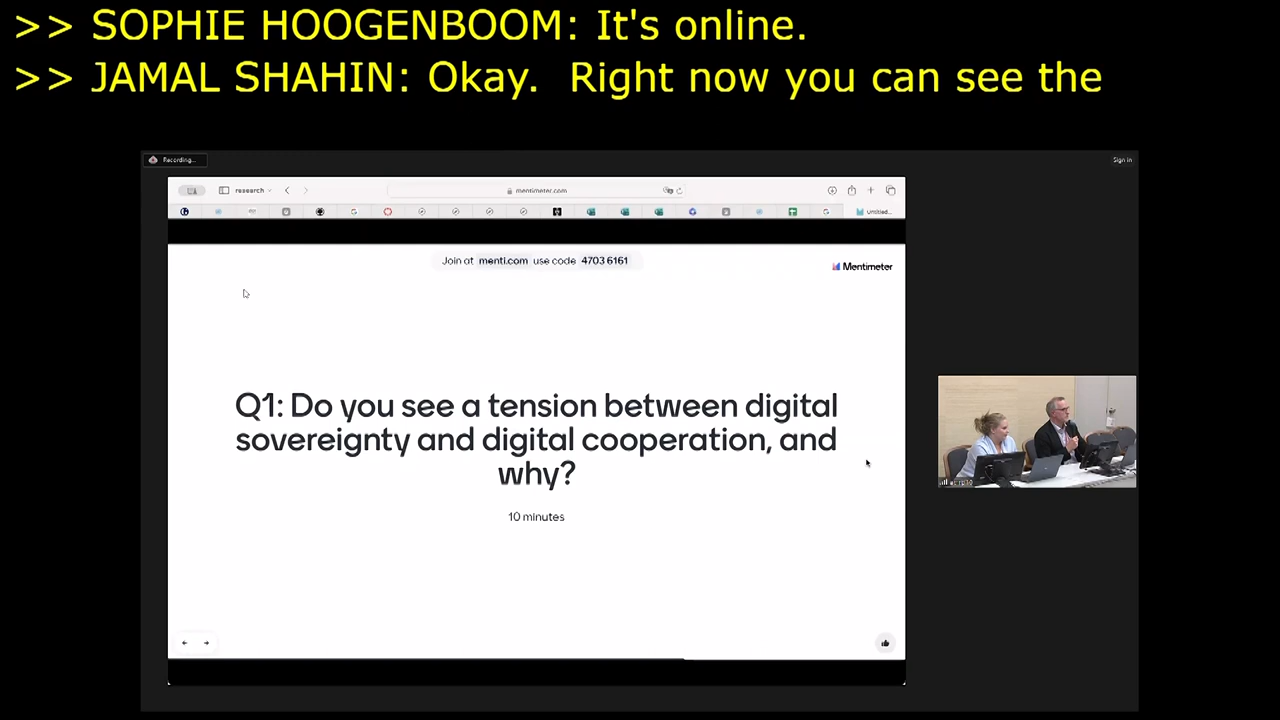 >> SOPHIE HOOGENBOOM: It's online.
>> JAMAL SHAHIN: Okay.  Right now you can see the
Recording...
Sign in
research
mentimeter.com
Untitled...
Join at menti.com use code 4703 6161
Mentimeter
Q1: Do you see a tension between digital
sovereignty and digital cooperation, and
why?
10 minutes